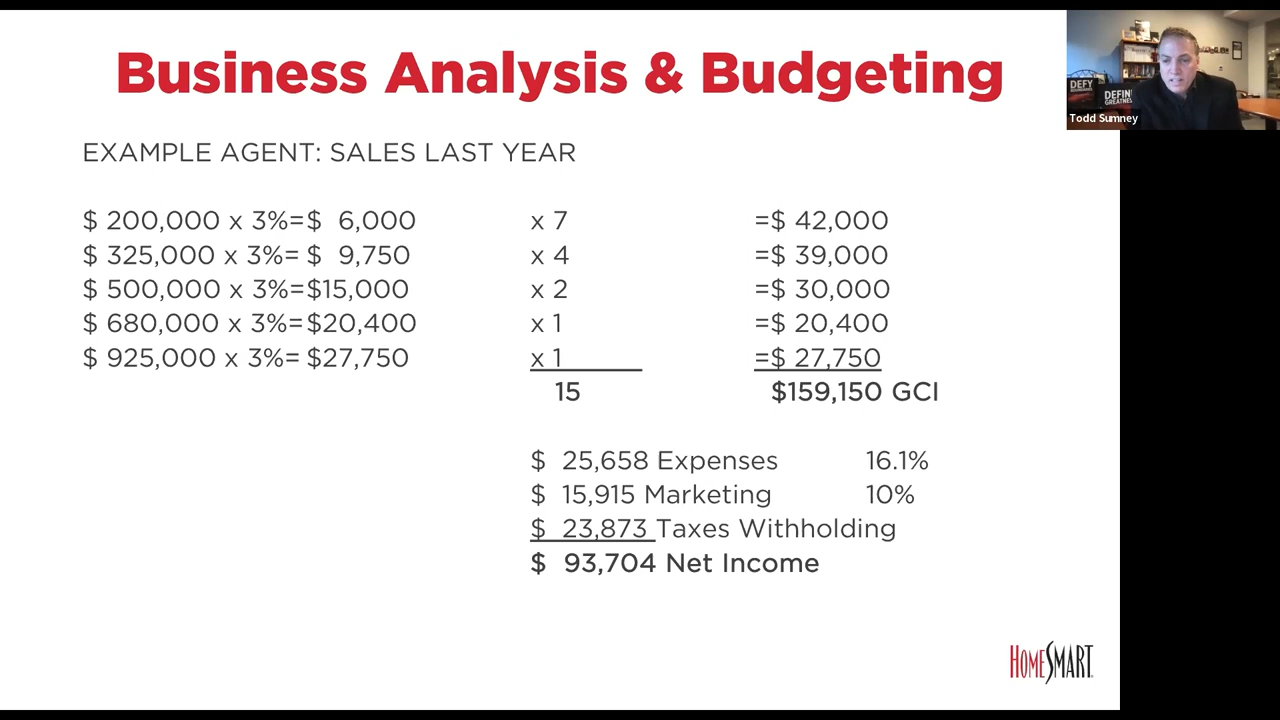 Business Analysis & Budgeting
DEFY
DEFIN
GREATNE
Todd Sumney
EXAMPLE AGENT: SALES LAST YEAR
$ 200,000 x 3%=$ 6,000 x 7 =$ 42,000
$ 325,000 x 3%= $ 9,750 x 4 =$ 39,000
$ 500,000 x 3%=$15,000 x 2 =$ 30,000
$ 680,000 x 3%=$20,400 x 1 =$ 20,400
$ 925,000 x 3%= $27,750 x 1 =$ 27,750
15 $159,150 GCI
$ 25,658 Expenses 16.1%
$ 15,915 Marketing 10%
$ 23,873 Taxes Withholding
$ 93,704 Net Income
HOMESMART